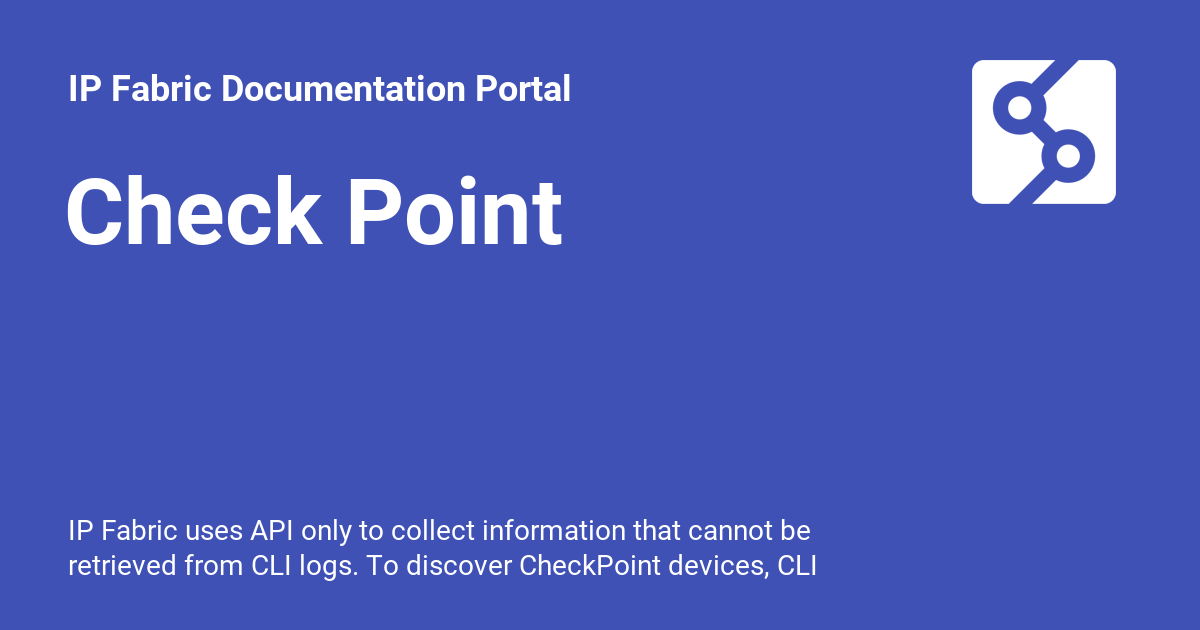 IP Fabric Documentation Portal
Check Point
IP Fabric uses API only to collect information that cannot be
retrieved from CLI logs. To discover CheckPoint devices, CLI